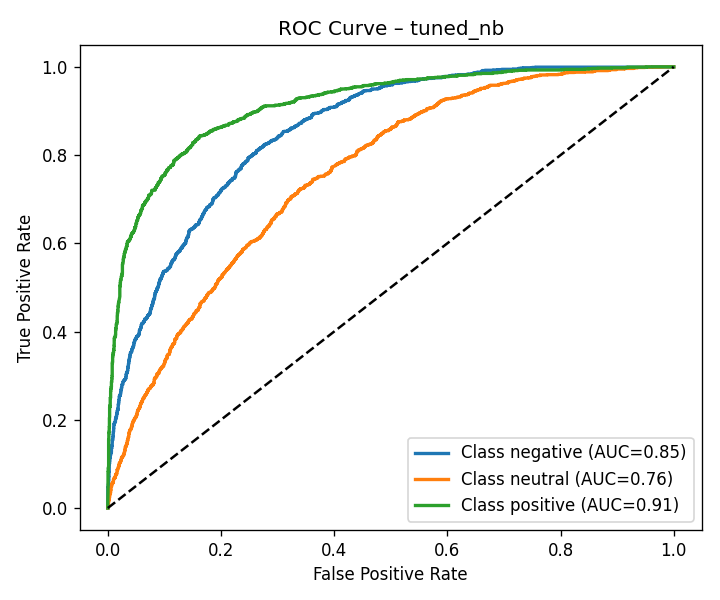 ROC Curve – tuned_nb
True Positive Rate
1.0
0.8
0.6
0.4
0.2
0.0
Class negative (AUC=0.85)
Class neutral (AUC=0.76)
Class positive (AUC=0.91)
0.0 0.2 0.4 0.6 0.8 1.0
False Positive Rate